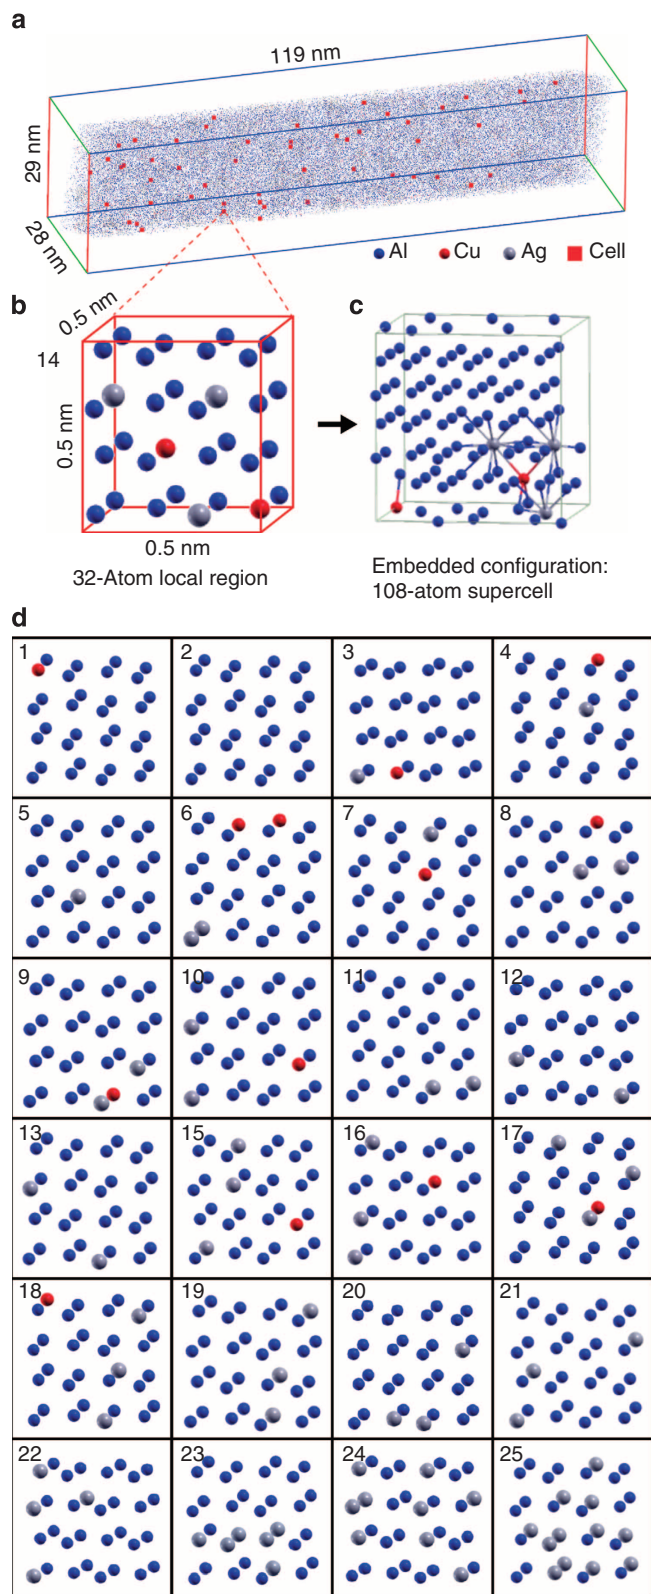 a
119 nm
29 nm
28 nm
Al
Cu
Ag
Cell
b
0.5 nm
14
0.5 nm
0.5 nm
32-Atom local region
c
Embedded configuration:
108-atom supercell
d
1
2
3
4
5
6
7
8
9
10
11
12
13
15
16
17
18
19
20
21
22
23
24
25